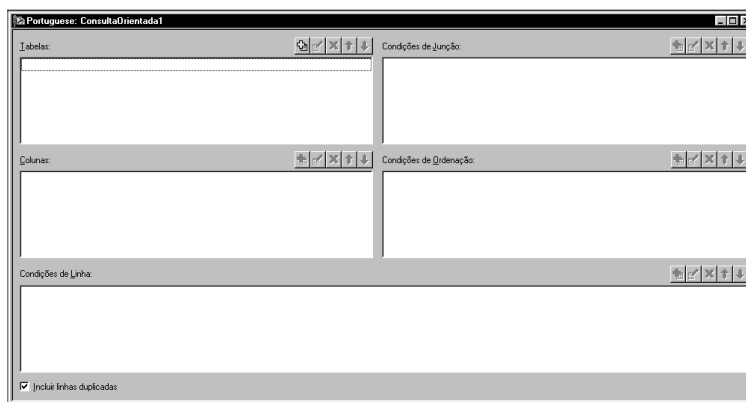 Portuguese: ConsultaOrientada1
Tabelas:
Condições de Junção:
Colunas:
Condições de Ordenação:
Condições de Linha:
Incluir linhas duplicadas